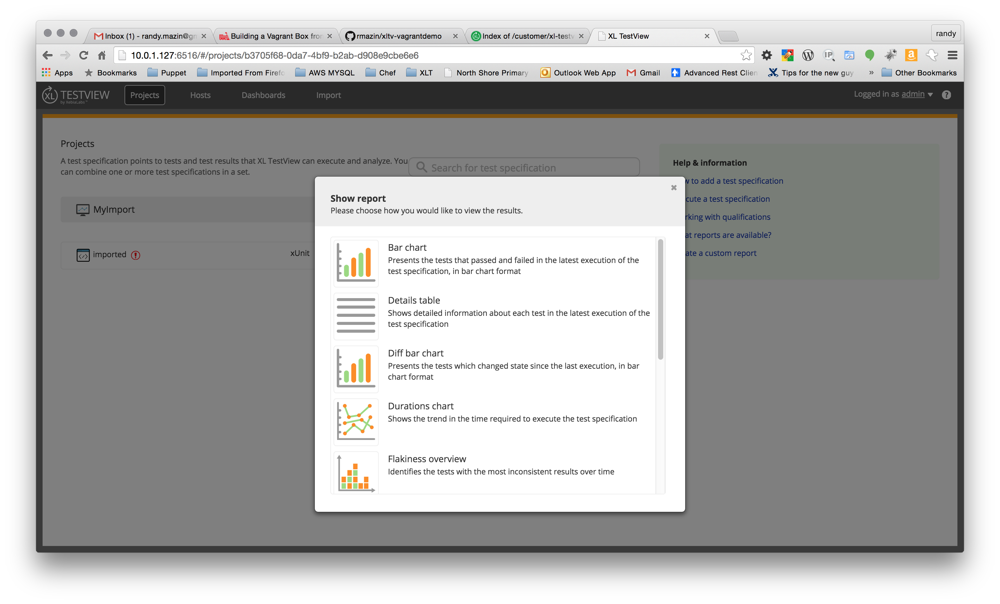 Inbox (1) - randy.mazin@gm
Building a Vagrant Box from
rmazin/xltv-vagrantdemo
Index of /customer/xl-testv
XL TestView
randy
10.0.1.127:6516/#/projects/b3705f68-0da7-4bf9-b2ab-d908e9cbe6e6
IP
Apps
Bookmarks
Puppet
Imported From Firefo
AWS MYSQL
Chef
XLT
North Shore Primary
Outlook Web App
Gmail
Advanced Rest Clien
Tips for the new guy
»
Other Bookmarks
XL TESTVIEW
by XebiaLabs™
Projects
Hosts
Dashboards
Import
Logged in as admin
?
Projects
A test specification points to tests and test results that XL TestView can execute and analyze. You
can combine one or more test specifications in a set.
Search for test specification
MyImport
imported
xUnit
Help & information
w to add a test specification
cute a test specification
rking with qualifications
at reports are available?
ate a custom report
Show report
Please choose how you would like to view the results.
Bar chart
Presents the tests that passed and failed in the latest execution of the
test specification, in bar chart format
Details table
Shows detailed information about each test in the latest execution of the
test specification
Diff bar chart
Presents the tests which changed state since the last execution, in bar
chart format
Durations chart
Shows the trend in the time required to execute the test specification
Flakiness overview
Identifies the tests with the most inconsistent results over time